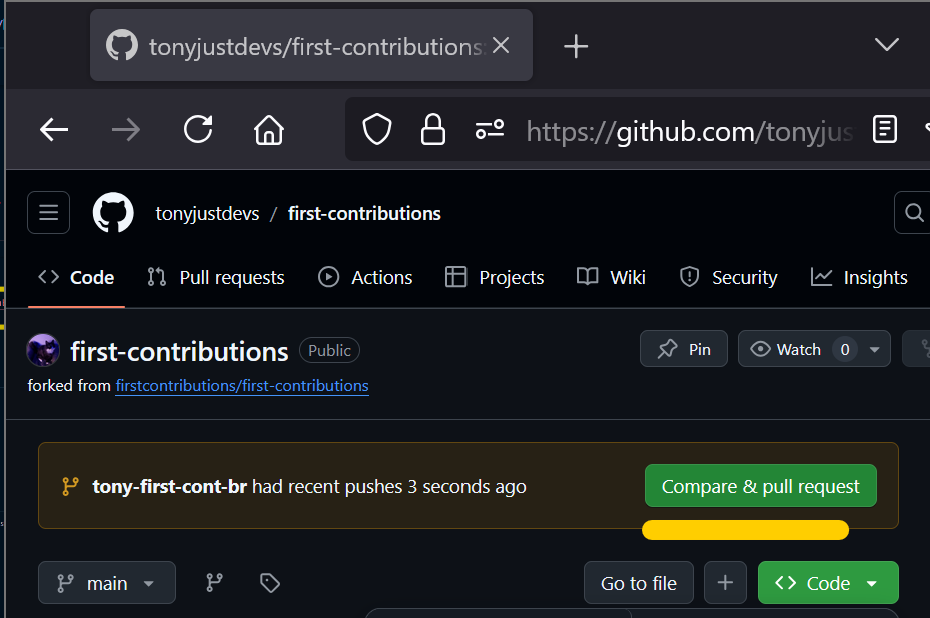 tonyjustdevs/first-contributions
https://github.com/tonyjus
tonyjustdevs / first-contributions
Code Pull requests Actions Projects Wiki Security Insights
first-contributions Public Pin Watch 0
forked from firstcontributions/first-contributions
tony-first-cont-br had recent pushes 3 seconds ago Compare & pull request
main Go to file Code